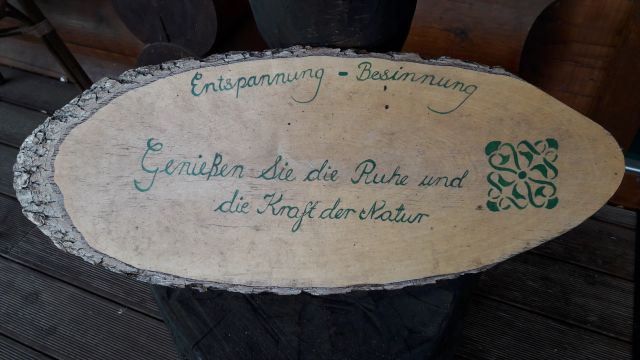 Entspannung - Besinnung
Genießen Sie die Ruhe und
die Kraft der Natur